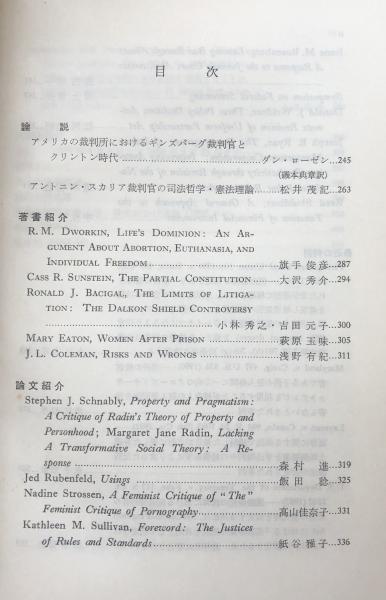 目次
論説
アメリカの裁判所におけるギンズバーグ裁判官と
クリントン時代……ダン・ローゼン…245
(磯本典章訳)
アントニン・スカリア裁判官の司法哲学・憲法理論……松井茂記…263
著書紹介
R. M. DWORKIN, LIFE'S DOMINION: AN AR-
GUMENT ABOUT ABORTION, EUTHANASIA, AND
INDIVIDUAL FREEDOM……旗手俊彦…287
CASS R. SUNSTEIN, THE PARTIAL CONSTITUTION……大沢秀介…294
RONALD J. BACIGAL, THE LIMITS OF LITIGA-
TION: THE DALKON SHIELD CONTROVERSY
……小林秀之・吉田元子…300
MARY EATON, WOMEN AFTER PRISON……萩原玉味…305
J. L. COLEMAN, RISKS AND WRONGS……浅野有紀…311
論文紹介
Stephen J. Schnably, Property and Pragmatism:
A Critique of Radin's Theory of Property and
Personhood; Margaret Jane Radin, Lacking
A Transformative Social Theory: A Re-
sponse……森村進…319
Jed Rubenfeld, Usings……飯田稔…325
Nadine Strossen, A Feminist Critique of "The"
Feminist Critique of Pornography……高山佳奈子…331
Kathleen M. Sullivan, Foreword: The Justices
of Rules and Standards……紙谷雅子…336